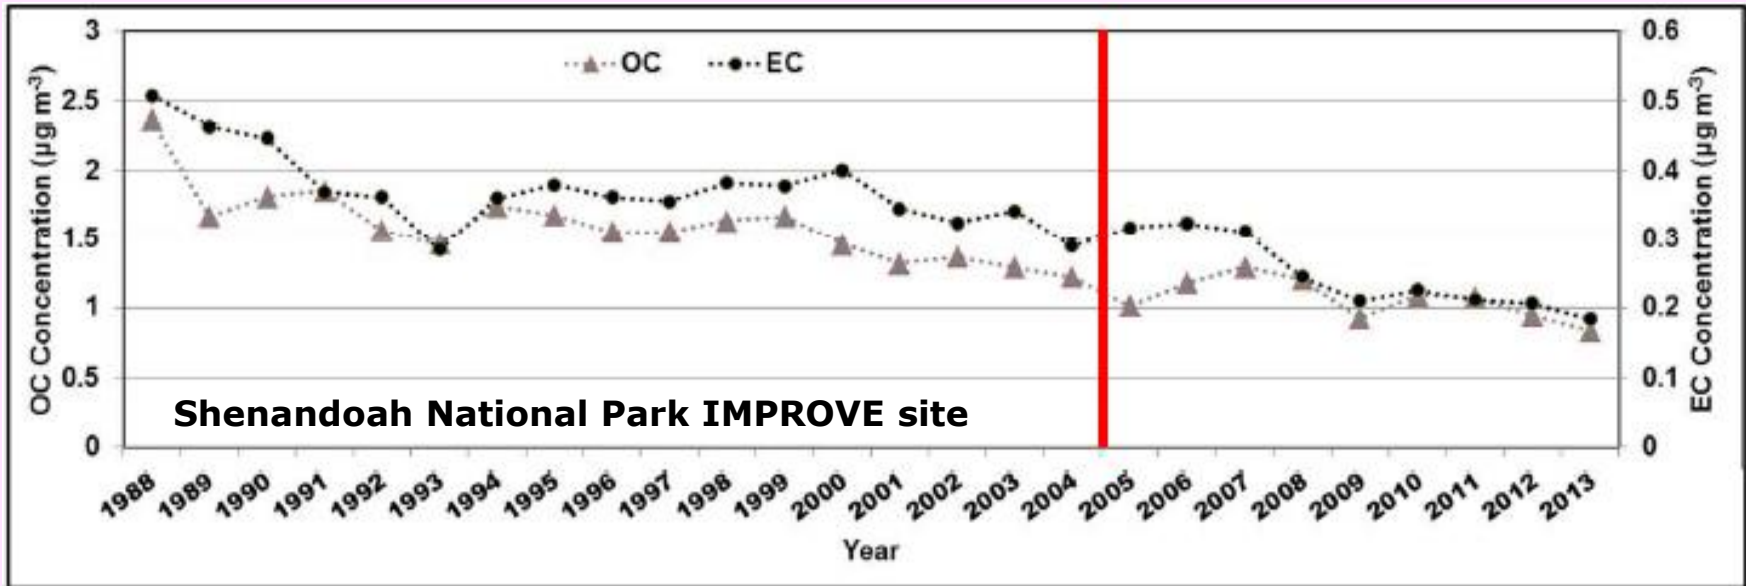 OC EC
OC Concentration (µg m-3)
3
2.5
2
1.5
1
0.5
0
0.6
0.5
0.4
0.3
0.2
0.1
0
EC Concentration (µg m-3)
Shenandoah National Park IMPROVE site
1988 1989 1990 1991 1992 1993 1994 1995 1996 1997 1998 1999 2000 2001 2002 2003 2004 2005 2006 2007 2008 2009 2010 2011 2012 2013
Year